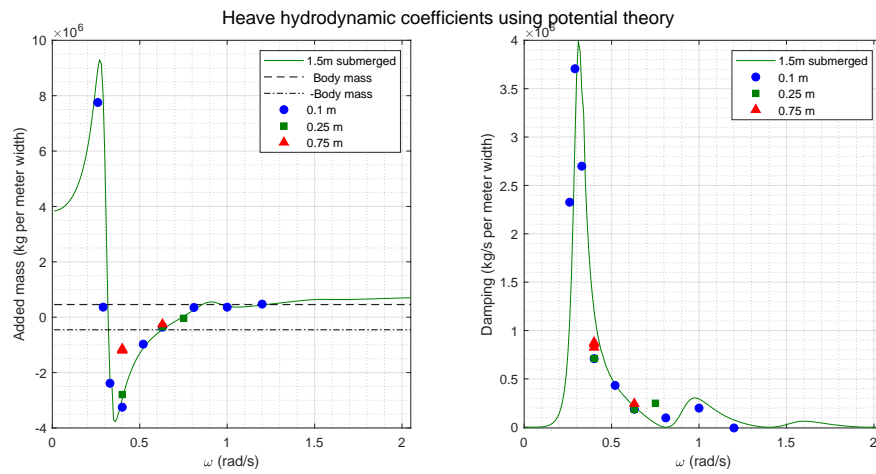 Heave hydrodynamic coefficients using potential theory
×10^6
10
8
6
4
2
0
-2
-4
0
0.5
1
1.5
2
Added mass (kg per meter width)
ω (rad/s)
1.5m submerged
Body mass
-Body mass
0.1 m
0.25 m
0.75 m
×10^6
4
3.5
3
2.5
2
1.5
1
0.5
0
0
0.5
1
1.5
2
Damping (kg/s per meter width)
ω (rad/s)
1.5m submerged
0.1 m
0.25 m
0.75 m